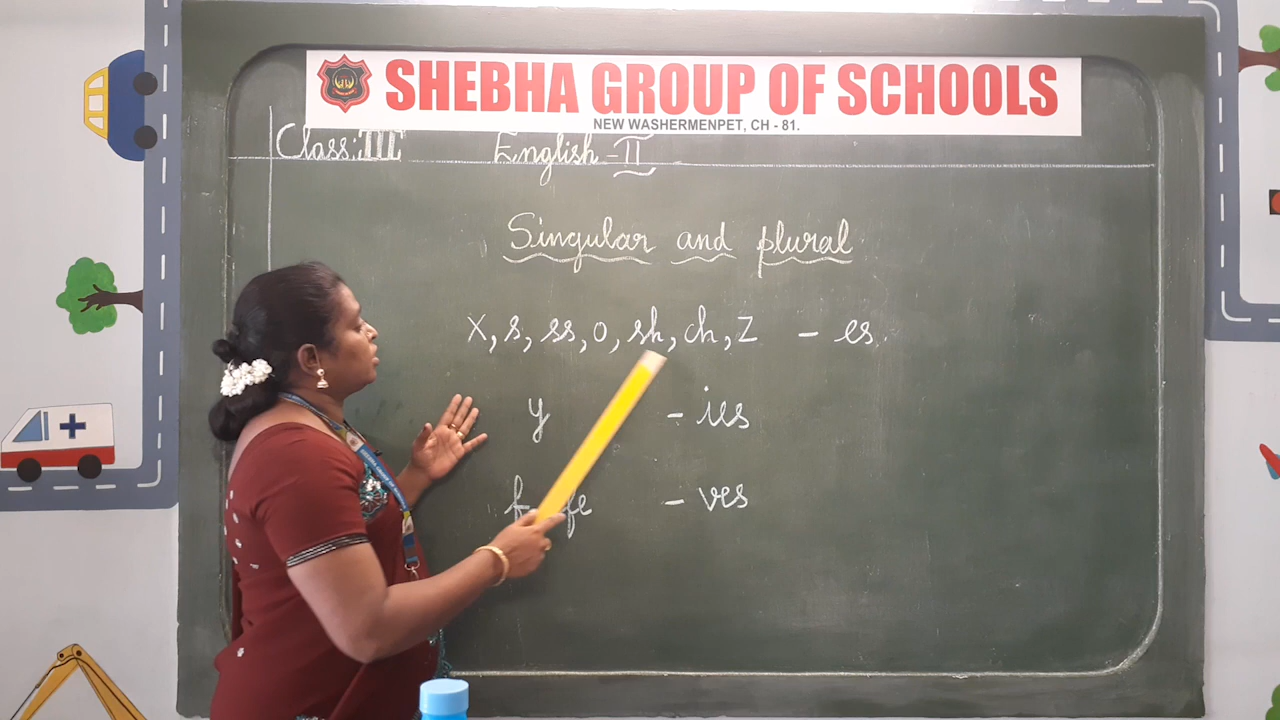 SHEBHA GROUP OF SCHOOLS
NEW WASHERMENPET, CH - 81.
Class: III English - II
Singular and plural
x, s, ss, o, sh, ch, z - es
y - ies
f fe - ves